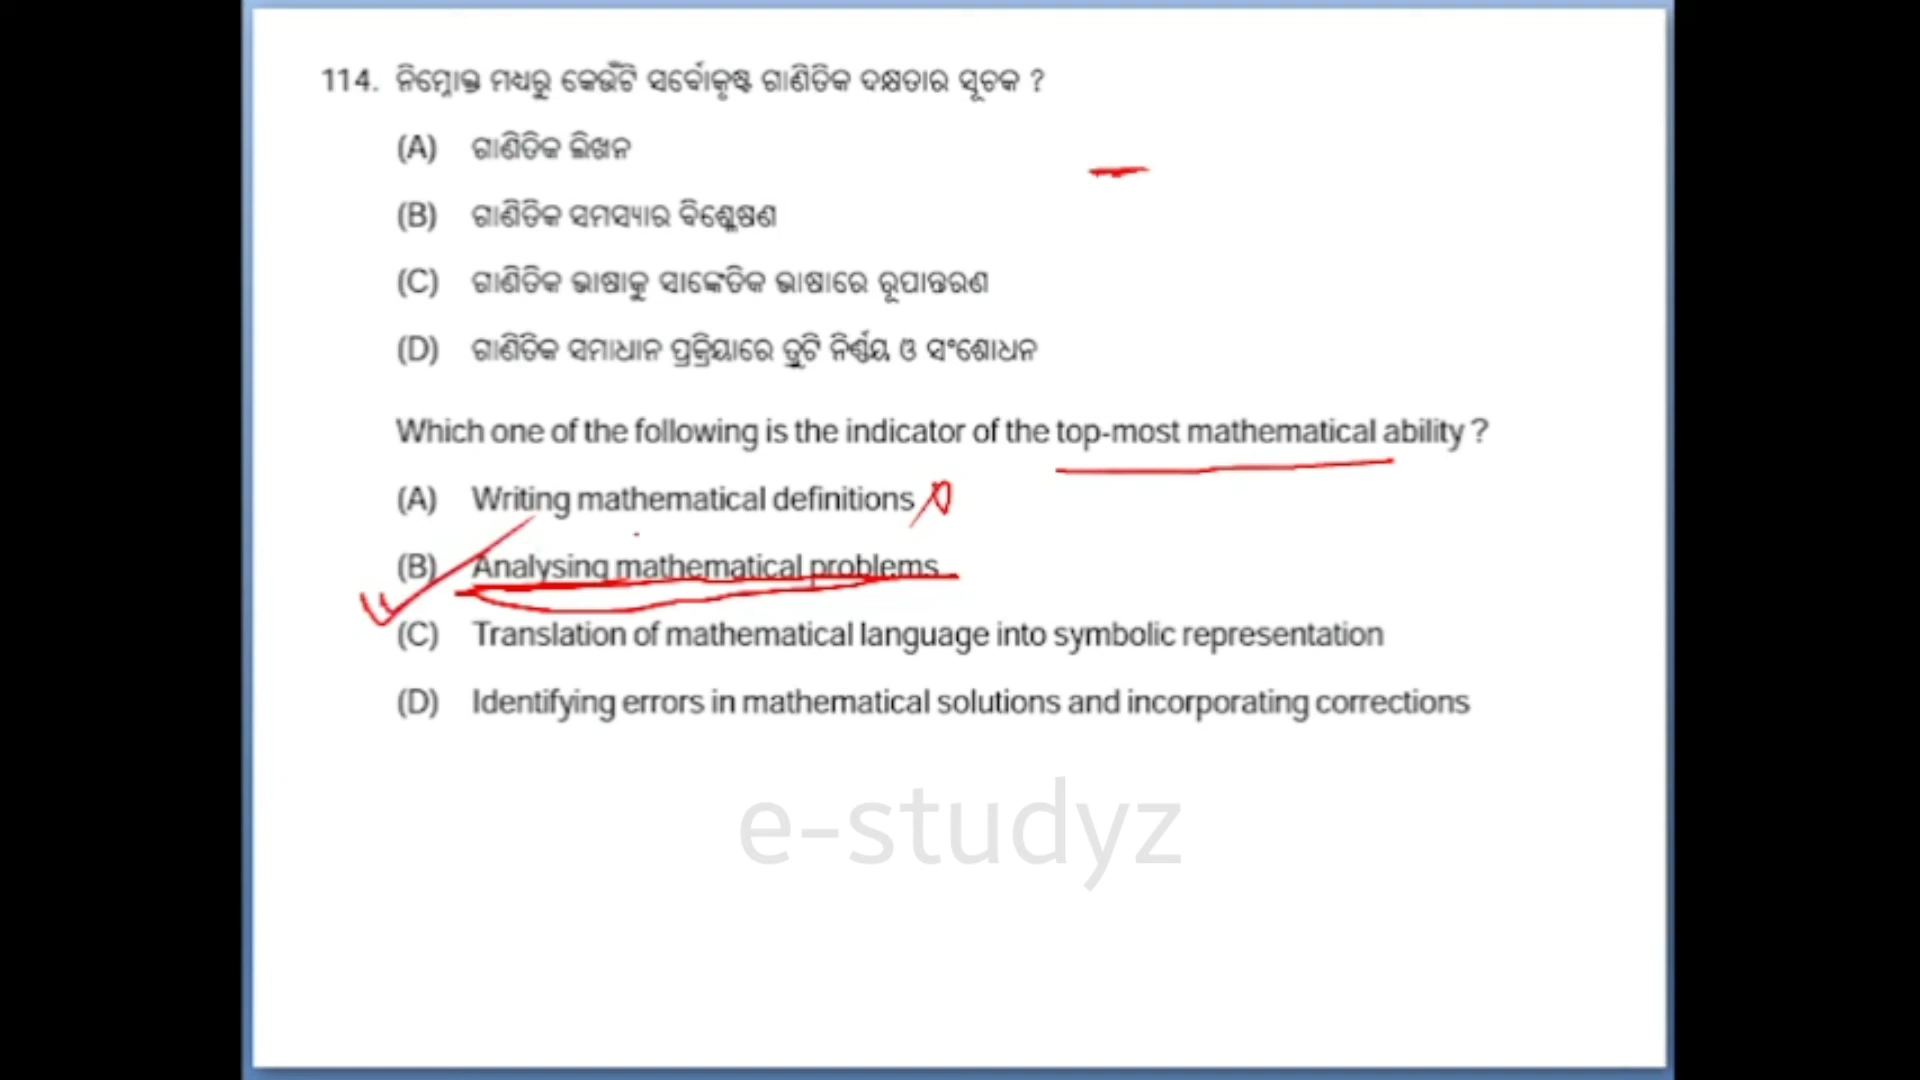 114. ନିମ୍ନୋକ୍ତ ମଧ୍ୟରୁ କେଉଁଟି ସର୍ବୋକୃଷ୍ଟ ଗାଣିତିକ ଦକ୍ଷତାର ସୂଚକ ?
(A) ଗାଣିତିକ ଲିଖନ
(B) ଗାଣିତିକ ସମସ୍ୟାର ବିଶ୍ଳେଷଣ
(C) ଗାଣିତିକ ଭାଷାକୁ ସାଙ୍କେତିକ ଭାଷାରେ ରୂପାନ୍ତରଣ
(D) ଗାଣିତିକ ସମାଧାନ ପ୍ରକ୍ରିୟାରେ ତ୍ରୁଟି ନିର୍ଣ୍ଣୟ ଓ ସଂଶୋଧନ
Which one of the following is the indicator of the top-most mathematical ability ?
(A) Writing mathematical definitions
(B) Analysing mathematical problems
(C) Translation of mathematical language into symbolic representation
(D) Identifying errors in mathematical solutions and incorporating corrections
e-studyz